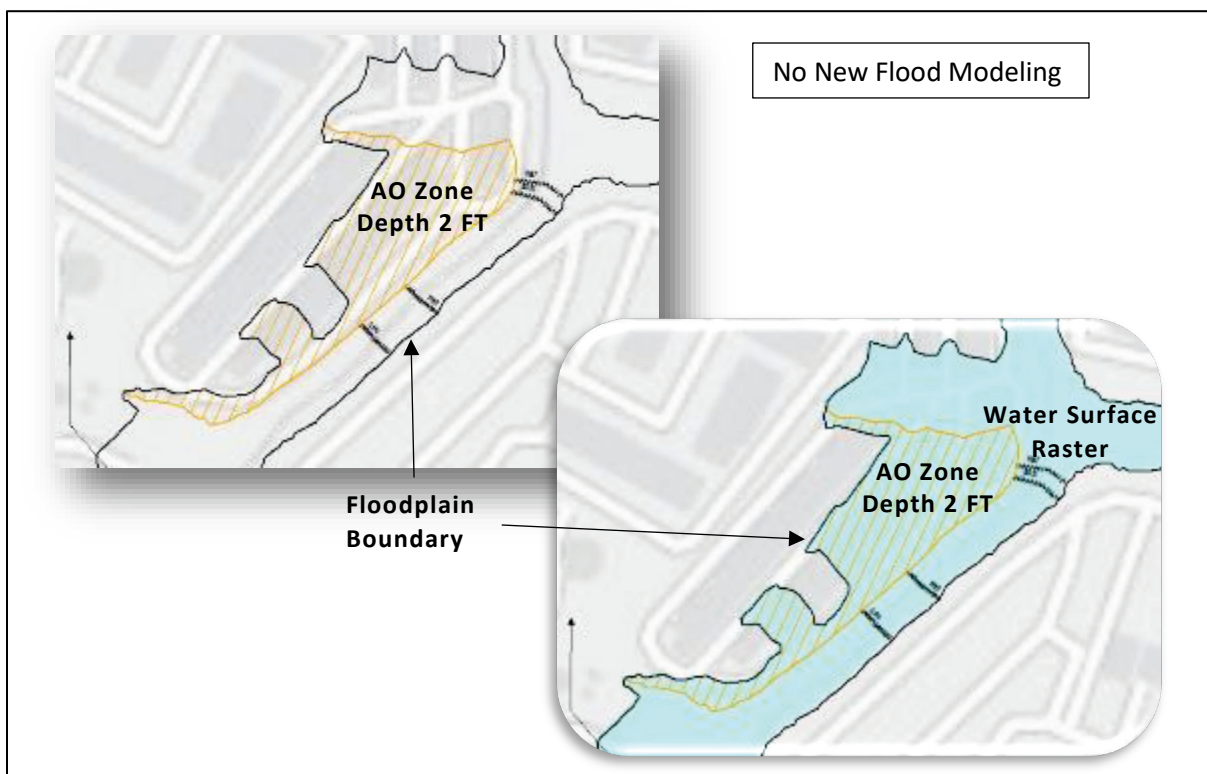 No New Flood Modeling
AO Zone
Depth 2 FT
Water Surface
Raster
AO Zone
Depth 2 FT
Floodplain
Boundary